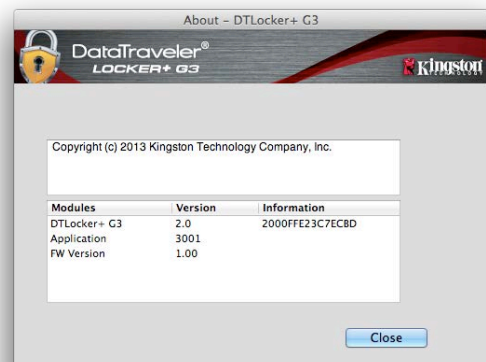 About – DTLocker+ G3
DataTraveler®
LOCKER+ G3
Kingston
TECHNOLOGY
Copyright (c) 2013 Kingston Technology Company, Inc.
Modules Version Information
DTLocker+ G3 2.0 2000FFE23C7ECBD
Application 3001
FW Version 1.00
Close